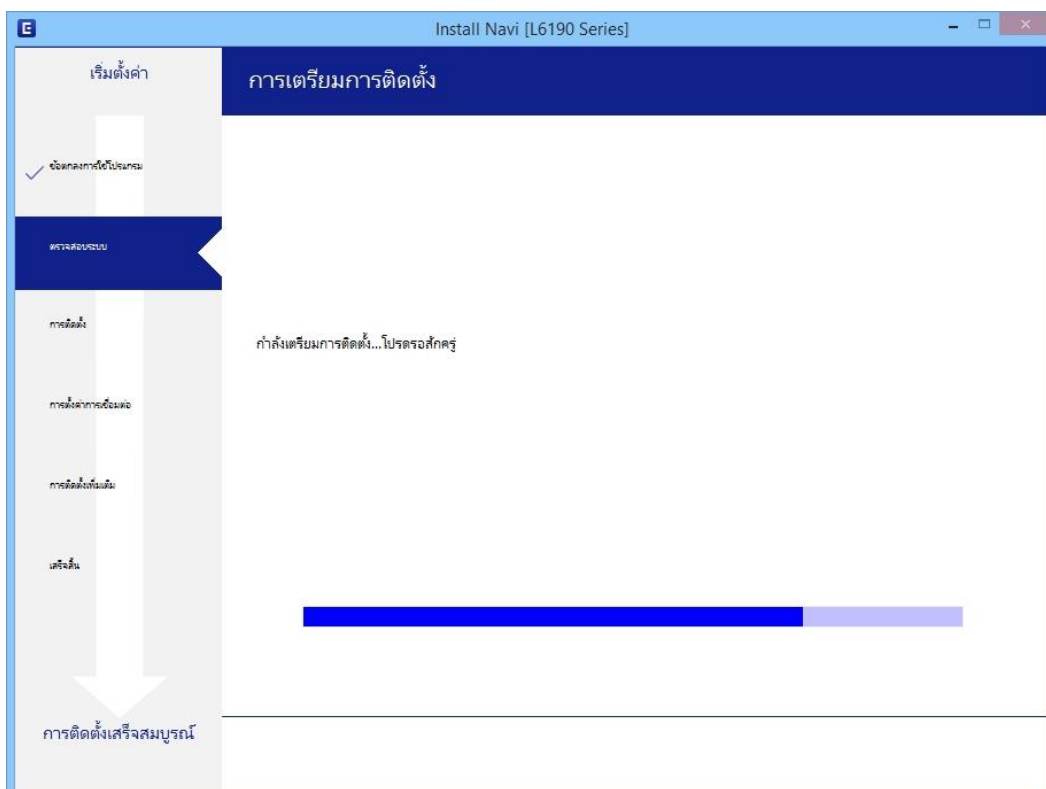 E
Install Navi [L6190 Series]
เริ่มตั้งค่า
การเตรียมการติดตั้ง
ข้อตกลงการใช้โปรแกรม
ตรวจสอบระบบ
การติดตั้ง
กำลังเตรียมการติดตั้ง...โปรดรอสักครู่
การตั้งค่าการเชื่อมต่อ
การติดตั้งเพิ่มเติม
เสร็จสิ้น
การติดตั้งเสร็จสมบูรณ์